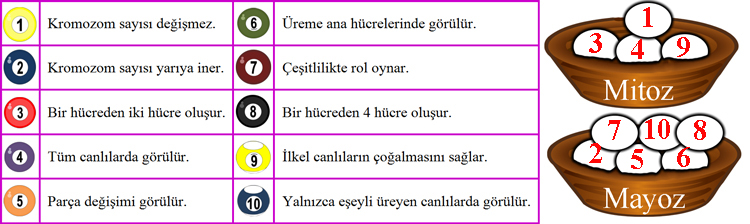 1 Kromozom sayısı değişmez.
2 Kromozom sayısı yarıya iner.
3 Bir hücreden iki hücre oluşur.
4 Tüm canlılarda görülür.
5 Parça değişimi görülür.
6 Üreme ana hücrelerinde görülür.
7 Çeşitlilikte rol oynar.
8 Bir hücreden 4 hücre oluşur.
9 İlkel canlıların çoğalmasını sağlar.
10 Yalnızca eşeyli üreyen canlılarda görülür.
1
3 4 9
Mitoz
7 10 8
2 5 6
Mayoz